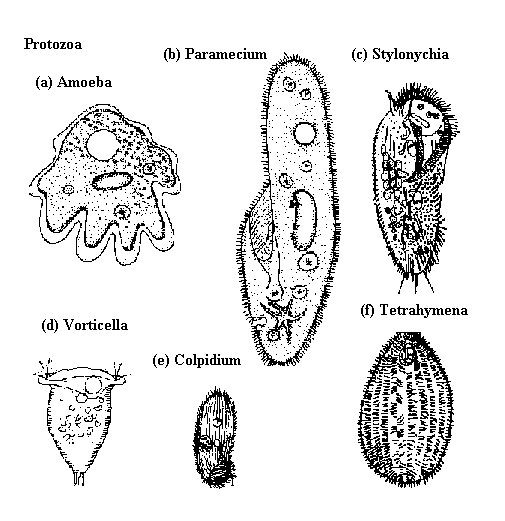 Protozoa
(a) Amoeba
(b) Paramecium
(c) Stylonychia
(d) Vorticella
(e) Colpidium
(f) Tetrahymena